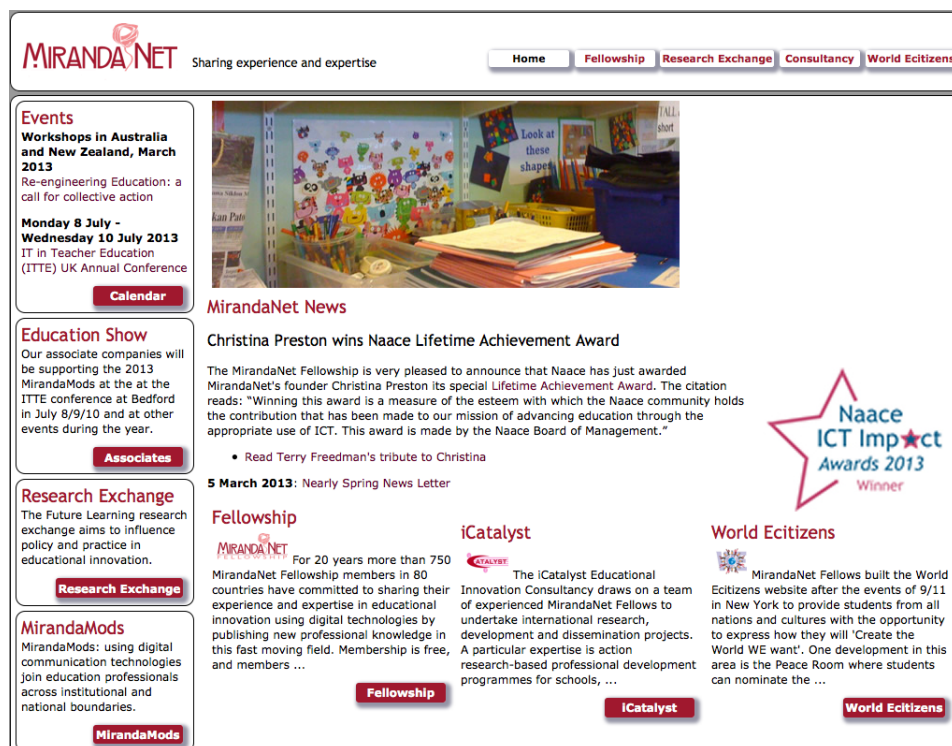 MIRANDANET
Sharing experience and expertise
Home
Fellowship
Research Exchange
Consultancy
World Ecitizens
Events
Workshops in Australia
and New Zealand, March
2013
Re-engineering Education: a
call for collective action
Monday 8 July -
Wednesday 10 July 2013
IT in Teacher Education
(ITTE) UK Annual Conference
Calendar
Education Show
Our associate companies will
be supporting the 2013
MirandaMods at the at the
ITTE conference at Bedford
in July 8/9/10 and at other
events during the year.
Associates
Research Exchange
The Future Learning research
exchange aims to influence
policy and practice in
educational innovation.
Research Exchange
MirandaMods
MirandaMods: using digital
communication technologies
join education professionals
across institutional and
national boundaries.
MirandaMods
Look at
these
shapes
TALL
short
MirandaNet News
Christina Preston wins Naace Lifetime Achievement Award
The MirandaNet Fellowship is very pleased to announce that Naace has just awarded
MirandaNet's founder Christina Preston its special Lifetime Achievement Award. The citation
reads: “Winning this award is a measure of the esteem with which the Naace community holds
the contribution that has been made to our mission of advancing education through the
appropriate use of ICT. This award is made by the Naace Board of Management.”
• Read Terry Freedman's tribute to Christina
5 March 2013: Nearly Spring News Letter
Naace
ICT Impact
Awards 2013
Winner
Fellowship
MIRANDANET
FELLOWSHIP
For 20 years more than 750
MirandaNet Fellowship members in 80
countries have committed to sharing their
experience and expertise in educational
innovation using digital technologies by
publishing new professional knowledge in
this fast moving field. Membership is free,
and members ...
Fellowship
iCatalyst
CATALYST
The iCatalyst Educational
Innovation Consultancy draws on a team
of experienced MirandaNet Fellows to
undertake international research,
development and dissemination projects.
A particular expertise is action
research-based professional development
programmes for schools, ...
iCatalyst
World Ecitizens
MirandaNet Fellows built the World
Ecitizens website after the events of 9/11
in New York to provide students from all
nations and cultures with the opportunity
to express how they will 'Create the
World WE want'. One development in this
area is the Peace Room where students
can nominate the ...
World Ecitizens